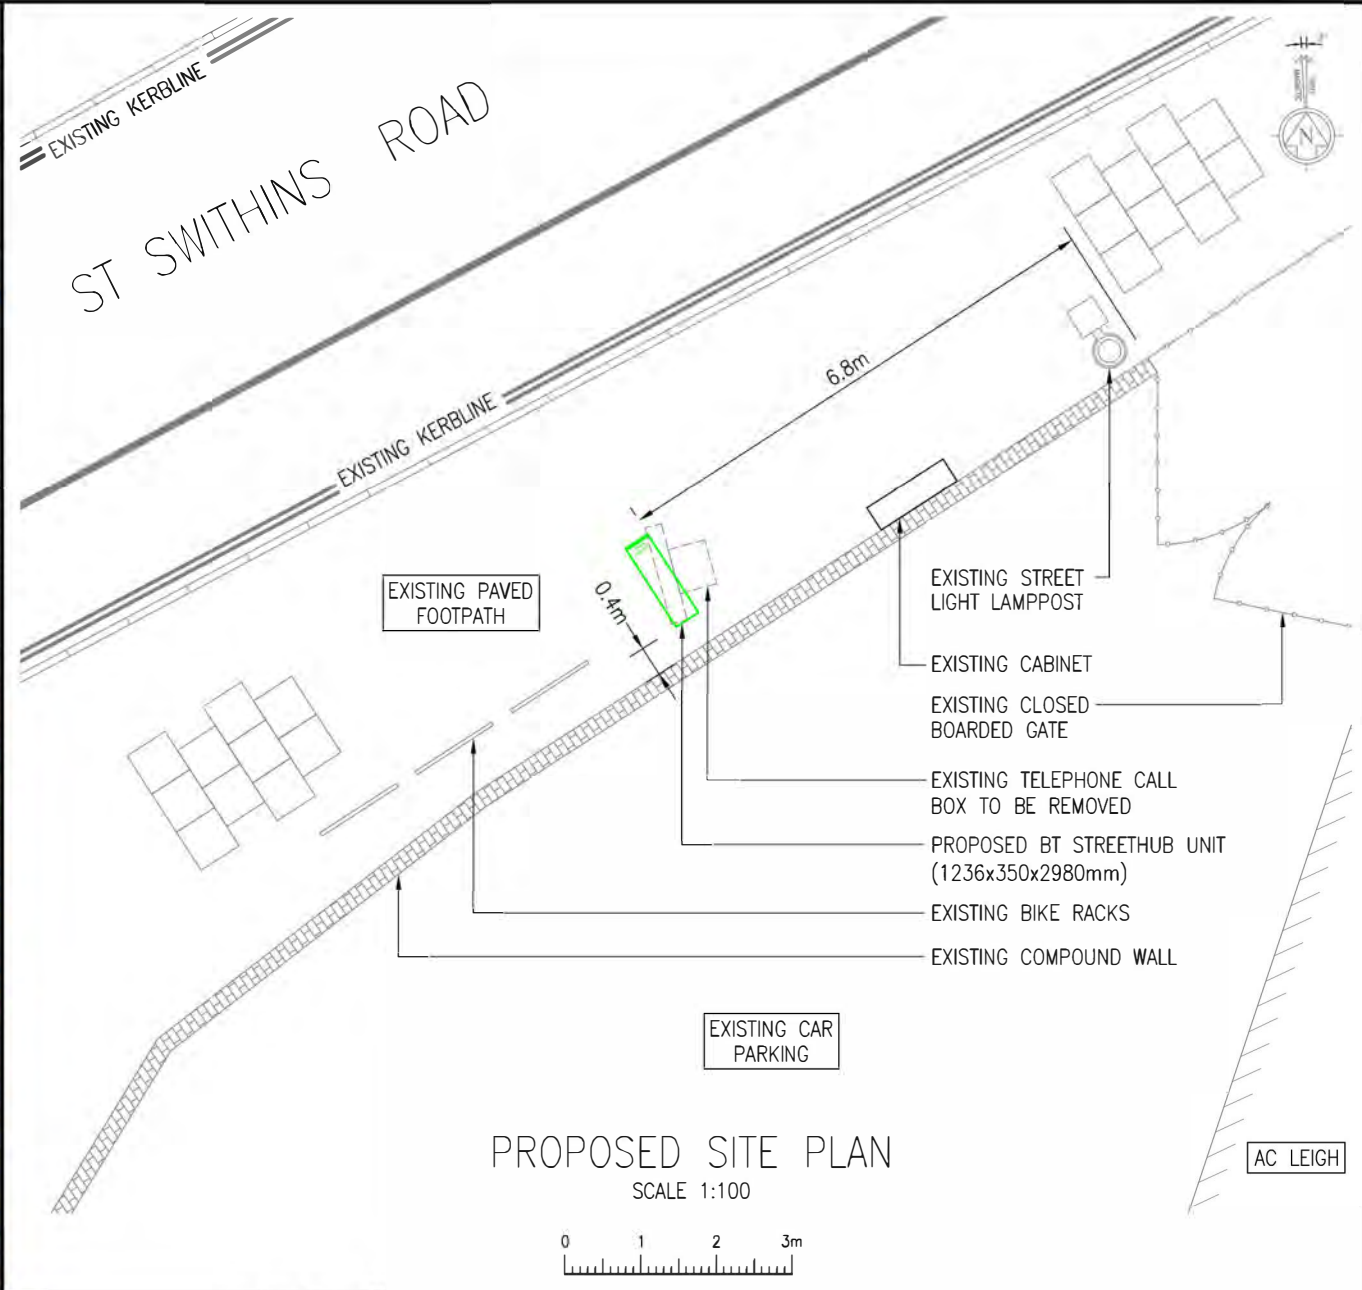 EXISTING KERBLINE
ST SWITHINS ROAD
N
EXISTING KERBLINE
6.8m
0.4m
EXISTING PAVED
FOOTPATH
EXISTING STREET
LIGHT LAMPPOST
EXISTING CABINET
EXISTING CLOSED
BOARDED GATE
EXISTING TELEPHONE CALL
BOX TO BE REMOVED
PROPOSED BT STREETHUB UNIT
(1236x350x2980mm)
EXISTING BIKE RACKS
EXISTING COMPOUND WALL
EXISTING CAR
PARKING
AC LEIGH
PROPOSED SITE PLAN
SCALE 1:100
0 1 2 3m